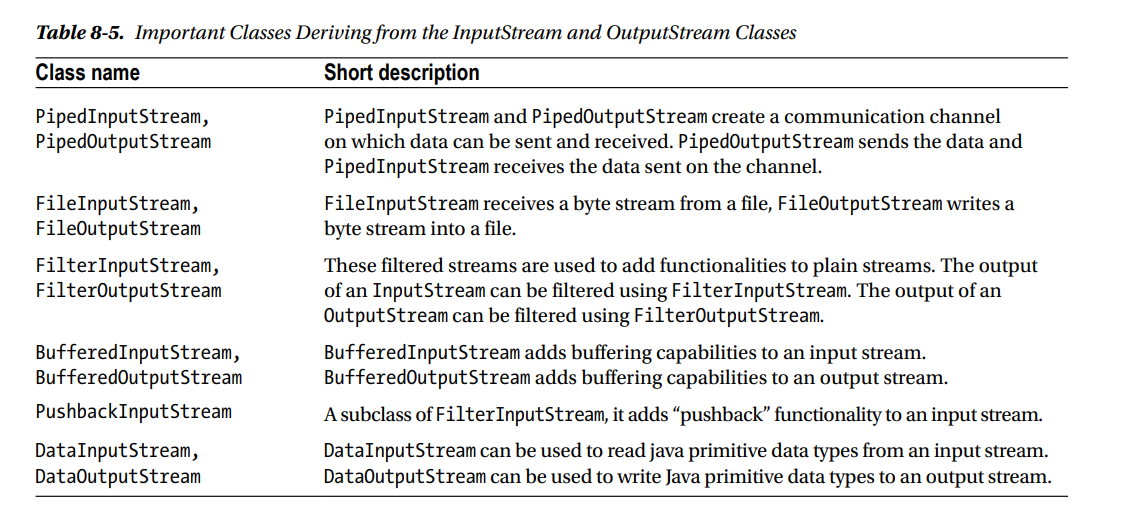 Table 8-5. Important Classes Deriving from the InputStream and OutputStream Classes
Class name Short description
PipedInputStream, PipedInputStream and PipedOutputStream create a communication channel
PipedOutputStream on which data can be sent and received. PipedOutputStream sends the data and
PipedInputStream receives the data sent on the channel.
FileInputStream, FileInputStream receives a byte stream from a file, FileOutputStream writes a
FileOutputStream byte stream into a file.
FilterInputStream, These filtered streams are used to add functionalities to plain streams. The output
FilterOutputStream of an InputStream can be filtered using FilterInputStream. The output of an
OutputStream can be filtered using FilterOutputStream.
BufferedInputStream, BufferedInputStream adds buffering capabilities to an input stream.
BufferedOutputStream BufferedOutputStream adds buffering capabilities to an output stream.
PushbackInputStream A subclass of FilterInputStream, it adds “pushback” functionality to an input stream.
DataInputStream, DataInputStream can be used to read java primitive data types from an input stream.
DataOutputStream DataOutputStream can be used to write Java primitive data types to an output stream.